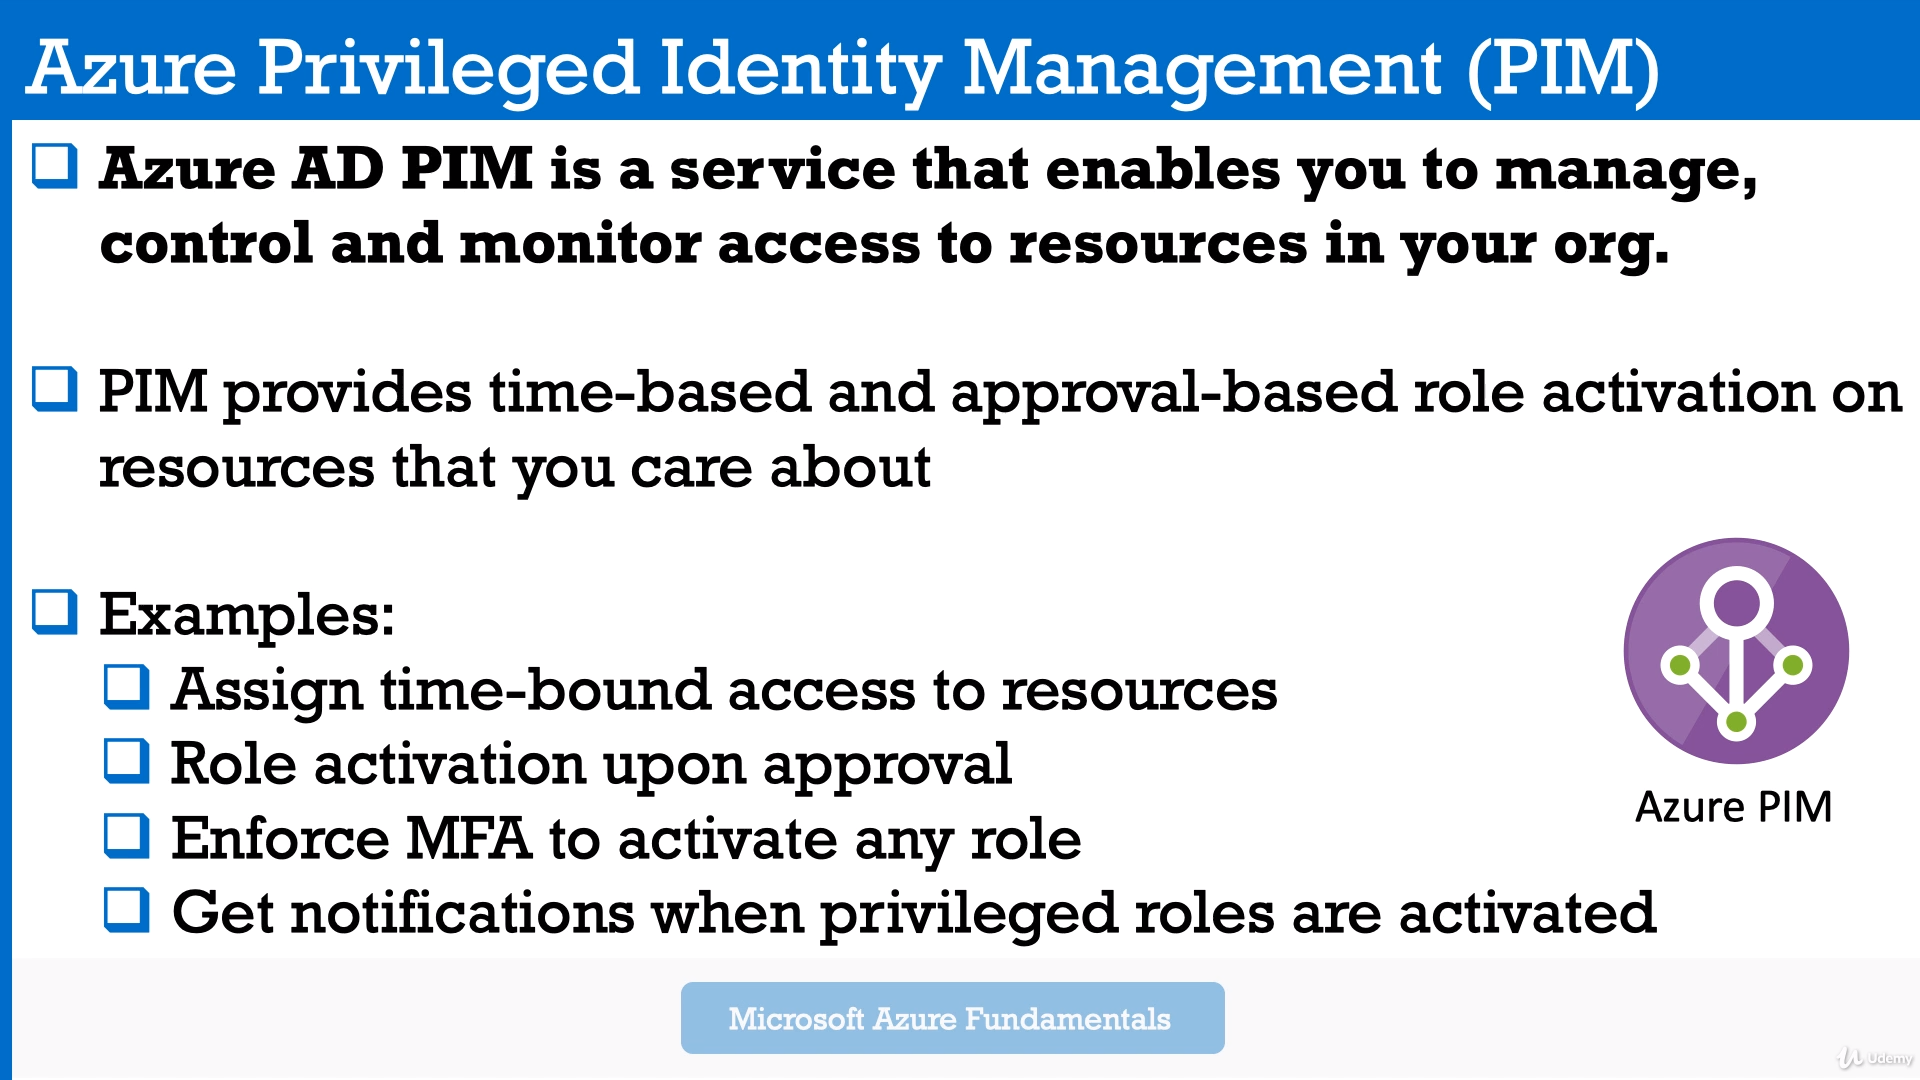 Azure Privileged Identity Management (PIM)
Azure AD PIM is a service that enables you to manage,
control and monitor access to resources in your org.
PIM provides time-based and approval-based role activation on
resources that you care about
Examples:
Assign time-bound access to resources
Role activation upon approval
Enforce MFA to activate any role
Get notifications when privileged roles are activated
Azure PIM
Microsoft Azure Fundamentals
Udemy